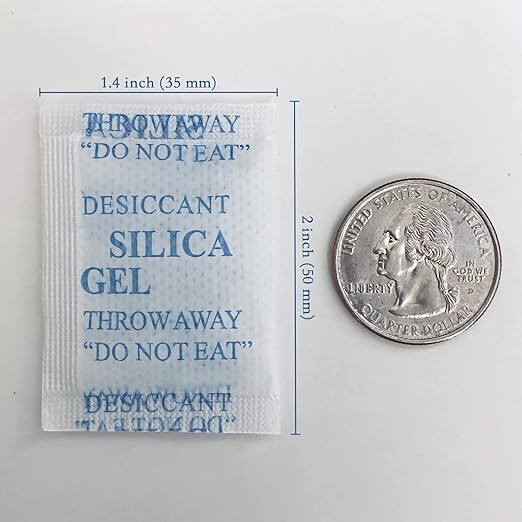 1.4 inch (35 mm)
THROW AWAY
"DO NOT EAT"
DESICCANT
SILICA
GEL
THROW AWAY
"DO NOT EAT"
DESICCANT
2 inch (50 mm)
UNITED STATES OF AMERICA
LIBERTY
IN
GOD WE
TRUST
P
QUARTER DOLLAR